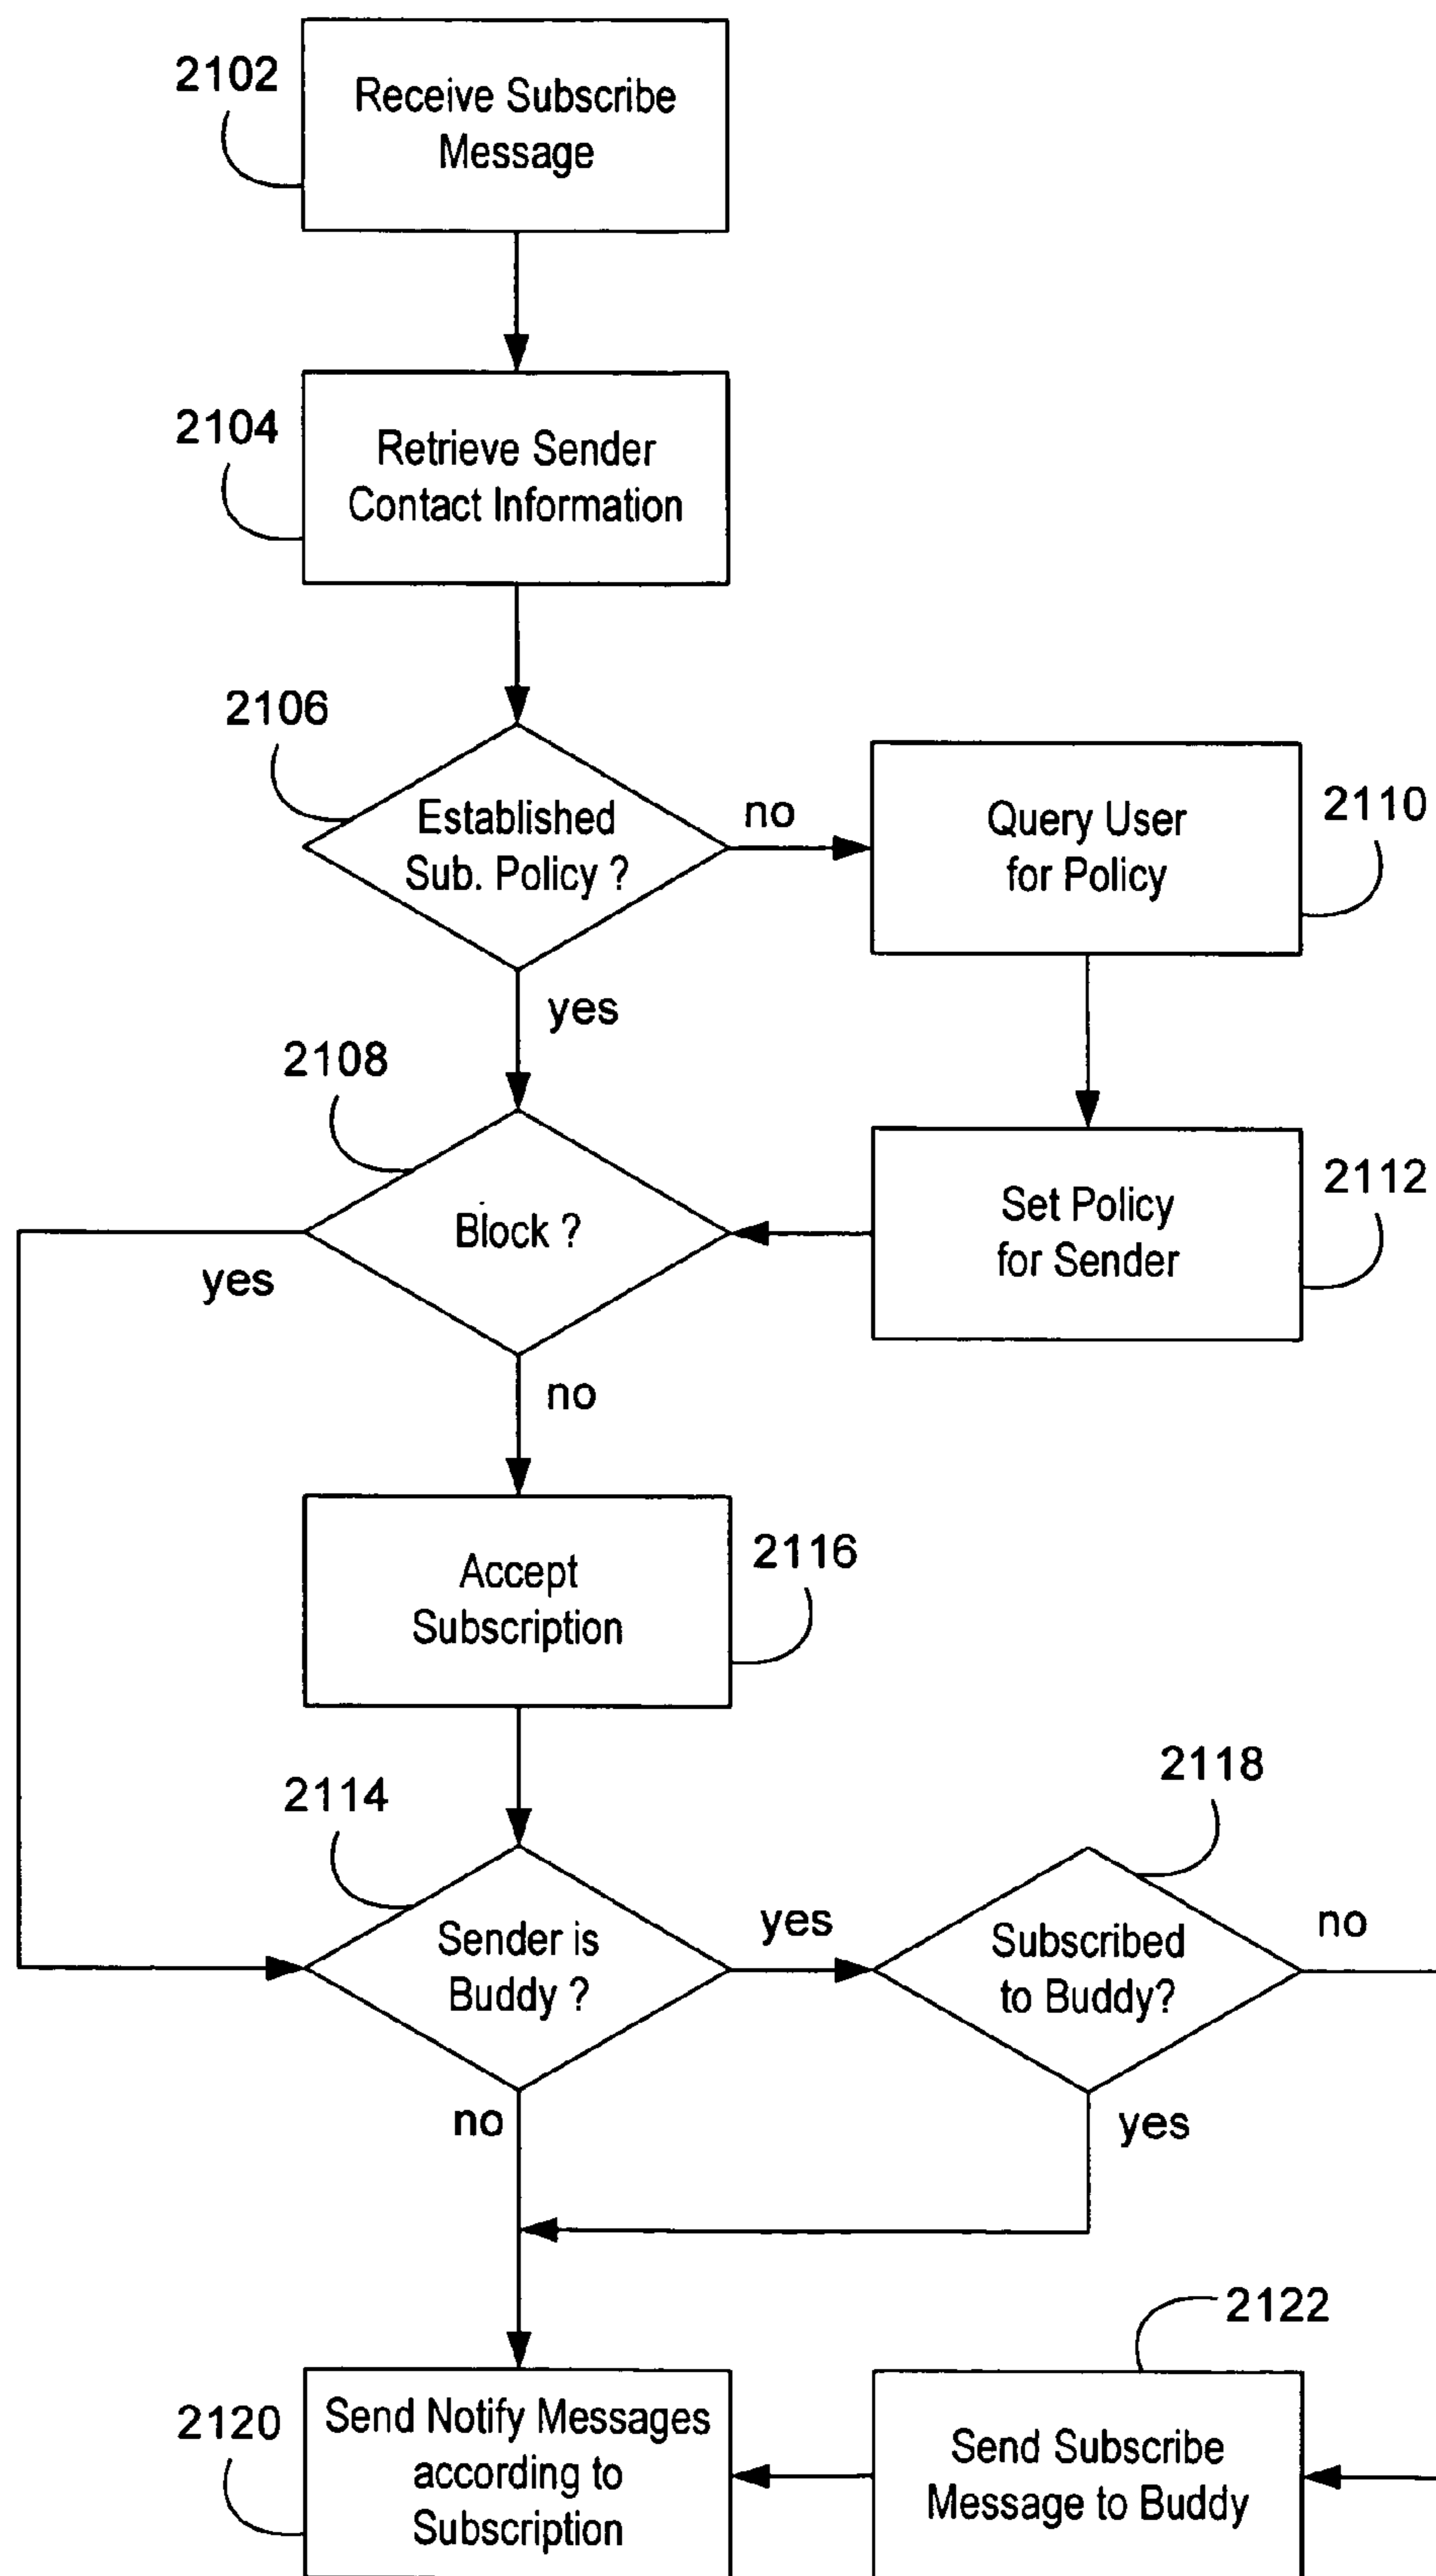 2102
Receive Subscribe
Message
2104
Retrieve Sender
Contact Information
2106
Established
Sub. Policy ?
no
yes
Query User
for Policy
2110
2108
Block ?
yes
no
Set Policy
for Sender
2112
Accept
Subscription
2116
2114
Sender is
Buddy ?
yes
no
2118
Subscribed
to Buddy?
no
yes
2120
Send Notify Messages
according to
Subscription
2122
Send Subscribe
Message to Buddy